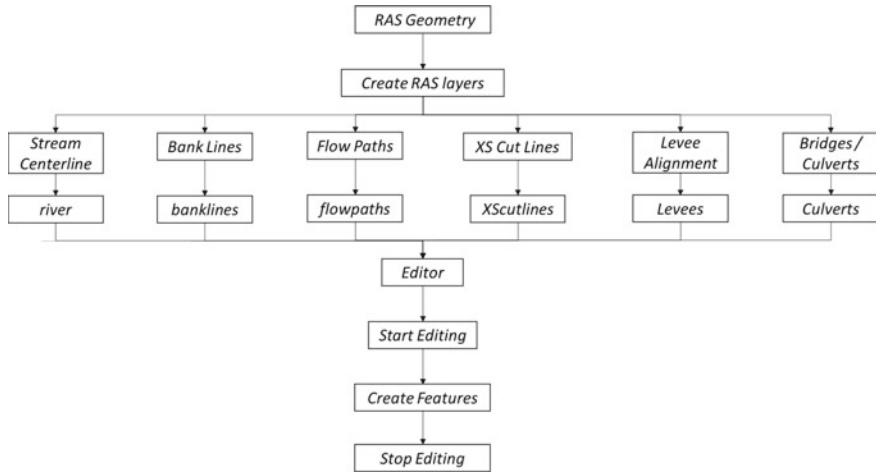 RAS Geometry
Create RAS layers
Stream
Centerline
Bank Lines
Flow Paths
XS Cut Lines
Levee
Alignment
Bridges /
Culverts
river
banklines
flowpaths
XScutlines
Levees
Culverts
Editor
Start Editing
Create Features
Stop Editing